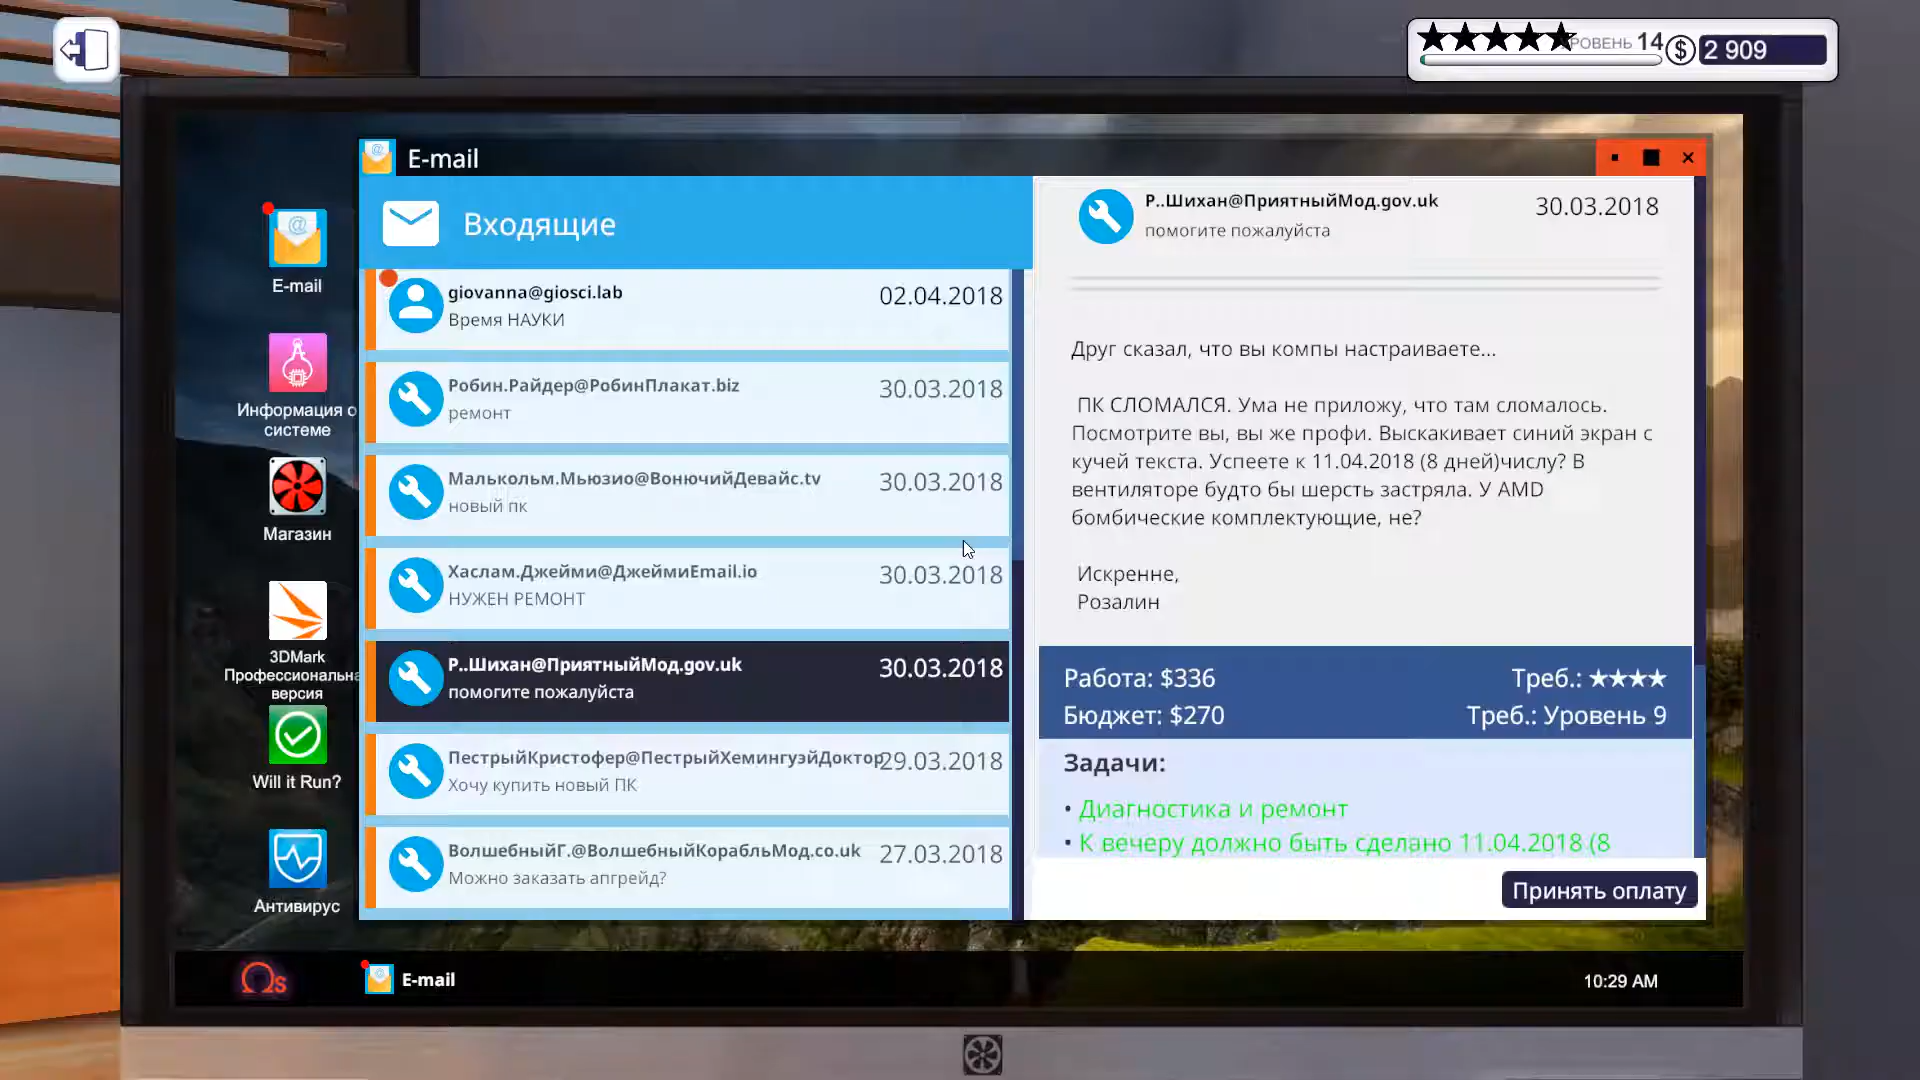 РОВЕНЬ 14
$ 2 909
E-mail
Входящие
giovanna@giosci.lab
02.04.2018
Время НАУКИ
Робин.Райдер@РобинПлакат.biz
30.03.2018
ремонт
Малькольм.Мьюзио@ВонючийДевайс.tv
30.03.2018
новый пк
Хаслам.Джейми@ДжеймиEmail.io
30.03.2018
НУЖЕН РЕМОНТ
Р..Шихан@ПриятныйМод.gov.uk
30.03.2018
помогите пожалуйста
ПестрыйКристофер@ПестрыйХемингуэйДоктор
29.03.2018
Хочу купить новый ПК
ВолшебныйГ.@ВолшебныйКорабльМод.co.uk
27.03.2018
Можно заказать апгрейд?
Р..Шихан@ПриятныйМод.gov.uk
30.03.2018
помогите пожалуйста
Друг сказал, что вы компы настраиваете...
ПК СЛОМАЛСЯ. Ума не приложу, что там сломалось.
Посмотрите вы, вы же профи. Выскакивает синий экран с
кучей текста. Успеете к 11.04.2018 (8 дней)числу? В
вентиляторе будто бы шерсть застряла. У AMD
бомбические комплектующие, не?
Искренне,
Розалин
Работа: $336
Треб.: ★★★★
Бюджет: $270
Треб.: Уровень 9
Задачи:
• Диагностика и ремонт
• К вечеру должно быть сделано 11.04.2018 (8
Принять оплату
E-mail
Информация о
системе
Магазин
3DMark
Профессиональна
версия
Will it Run?
Антивирус
Ωs
E-mail
10:29 AM